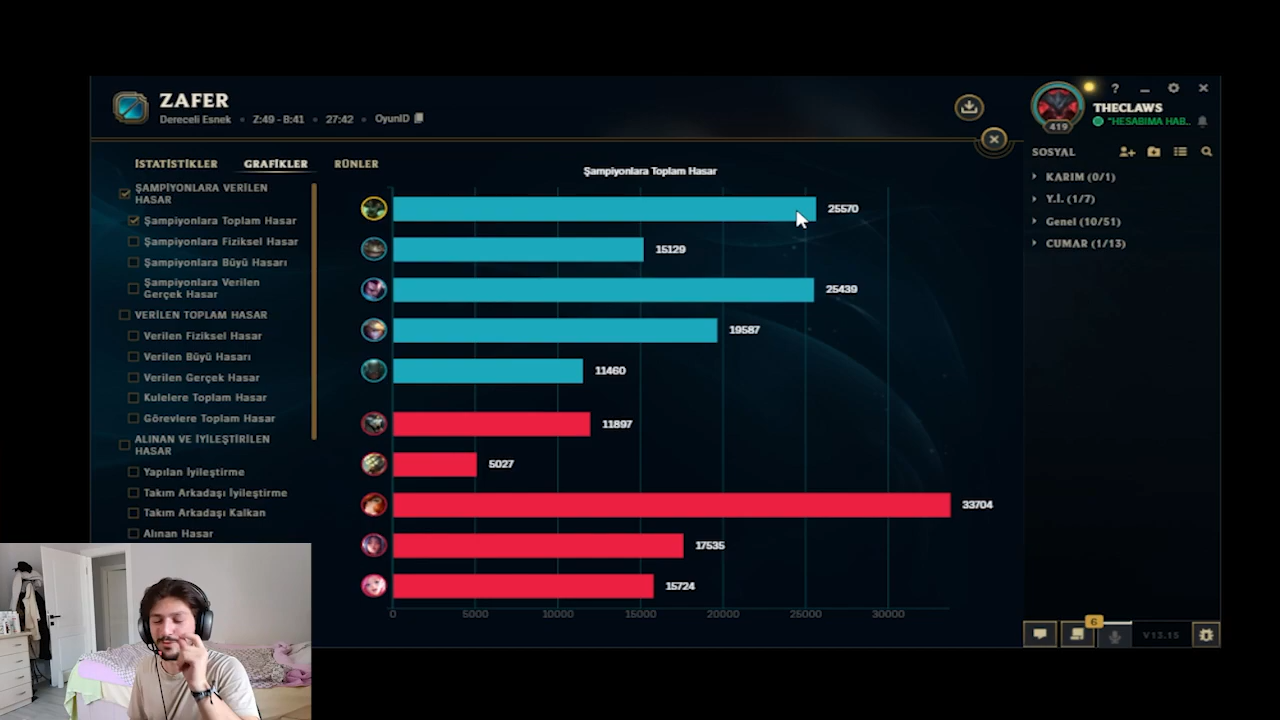 ZAFER
Dereceli Esnek • Z:49 - B:41 • 27:42 • OyunID
İSTATİSTİKLER GRAFİKLER RÜNLER
ŞAMPİYONLARA VERİLEN
HASAR
Şampiyonlara Toplam Hasar
Şampiyonlara Fiziksel Hasar
Şampiyonlara Büyü Hasarı
Şampiyonlara Verilen
Gerçek Hasar
VERİLEN TOPLAM HASAR
Verilen Fiziksel Hasar
Verilen Büyü Hasarı
Verilen Gerçek Hasar
Kulelere Toplam Hasar
Görevlere Toplam Hasar
ALINAN VE İYİLEŞTİRİLEN
HASAR
Yapılan İyileştirme
Takım Arkadaşı İyileştirme
Takım Arkadaşı Kalkan
Alınan Hasar
Şampiyonlara Toplam Hasar
25570
15129
25439
19587
11460
11897
5027
33704
17535
15724
0 5000 10000 15000 20000 25000 30000
?
419
THECLAWS
"HESABIMA HAB..
SOSYAL
KARIM (0/1)
Y.İ. (1/7)
Genel (10/51)
CUMAR (1/13)
6
V13.15